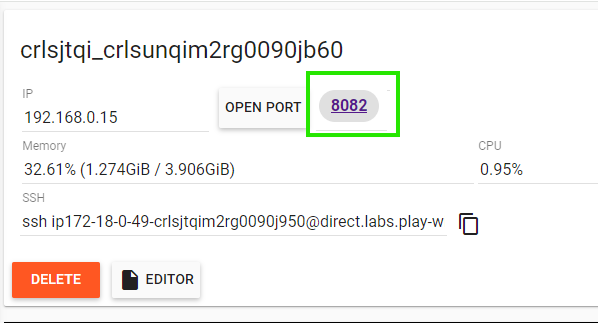 crlsjtqi_crlsunqim2rg0090jb60
IP
192.168.0.15
OPEN PORT
8082
Memory
32.61% (1.274GiB / 3.906GiB)
CPU
0.95%
SSH
ssh ip172-18-0-49-crlsjtqim2rg0090j950@direct.labs.play-w
DELETE
EDITOR